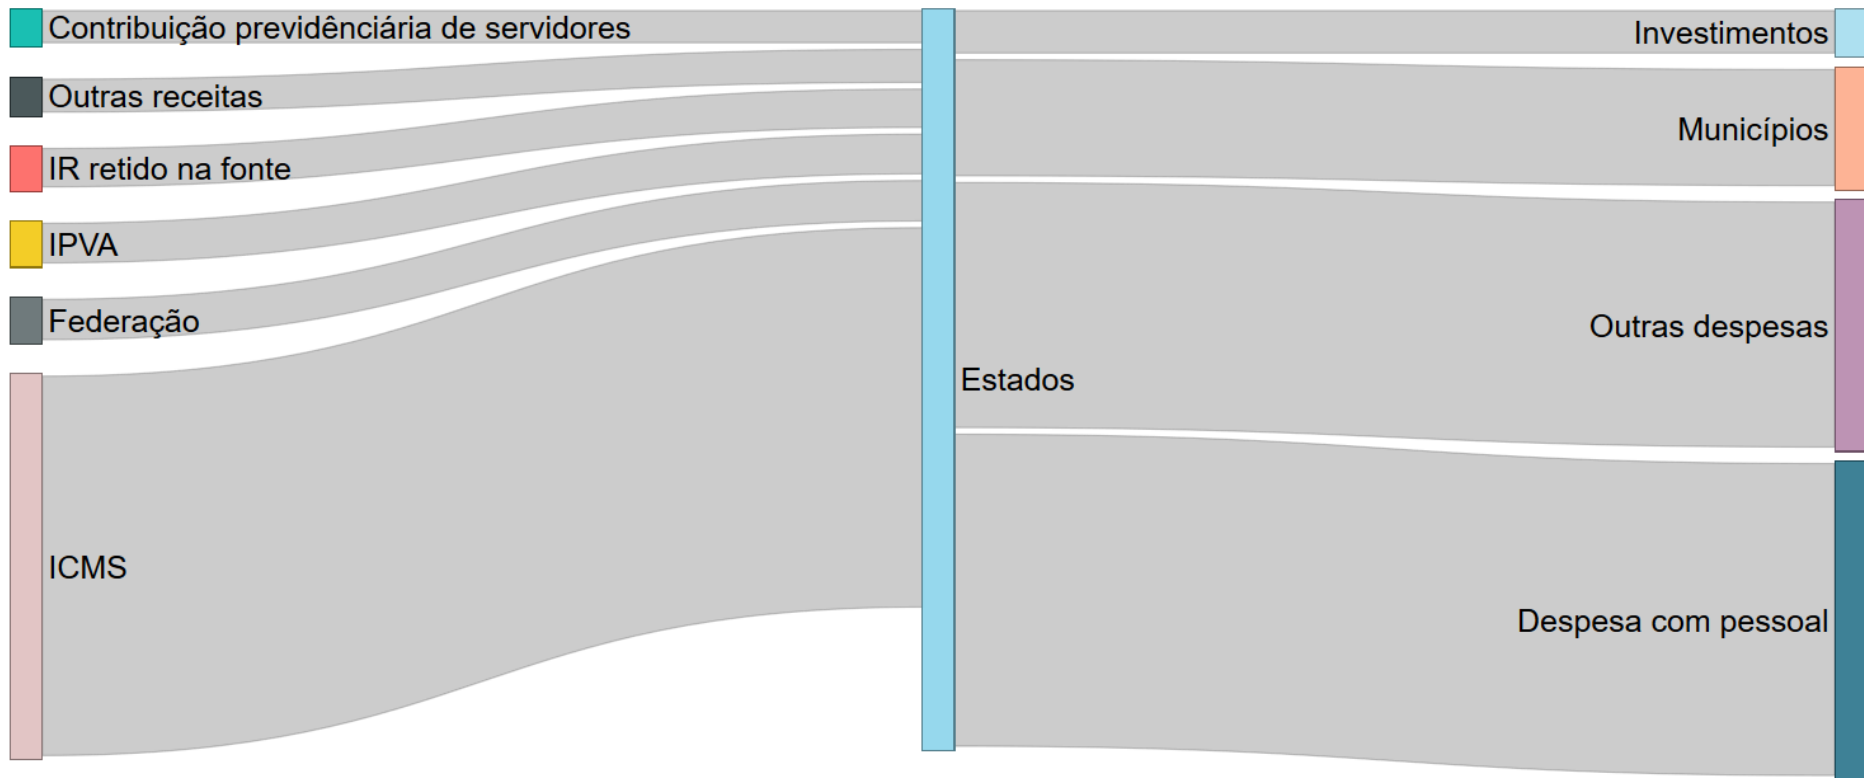 Contribuição previdênciária de servidores
Outras receitas
IR retido na fonte
IPVA
Federação
ICMS
Estados
Investimentos
Municípios
Outras despesas
Despesa com pessoal